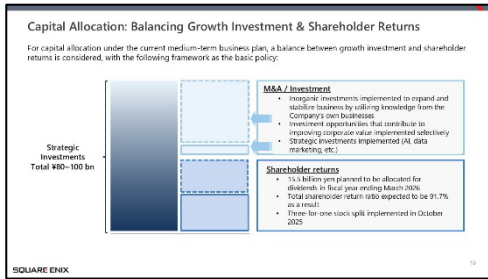 Capital Allocation: Balancing Growth Investment & Shareholder Returns
For capital allocation under the current medium-term business plan, a balance between growth investment and shareholder
returns is considered, with the following framework as the basic policy:
M&A / Investment
• Inorganic investments implemented to expand and
stabilize business by utilizing knowledge from the
Company's own businesses
• Investment opportunities that contribute to
improving corporate value implemented selectively
• Strategic investments implemented (AI, data
marketing, etc.)
Strategic
Investments
Total ¥80~100 bn
Shareholder returns
• 15.5 billion yen planned to be allocated for
dividends in fiscal year ending March 2026
• Total shareholder return ratio expected to be 91.7%
as a result
• Three-for-one stock split implemented in October
2025
SQUARE ENIX